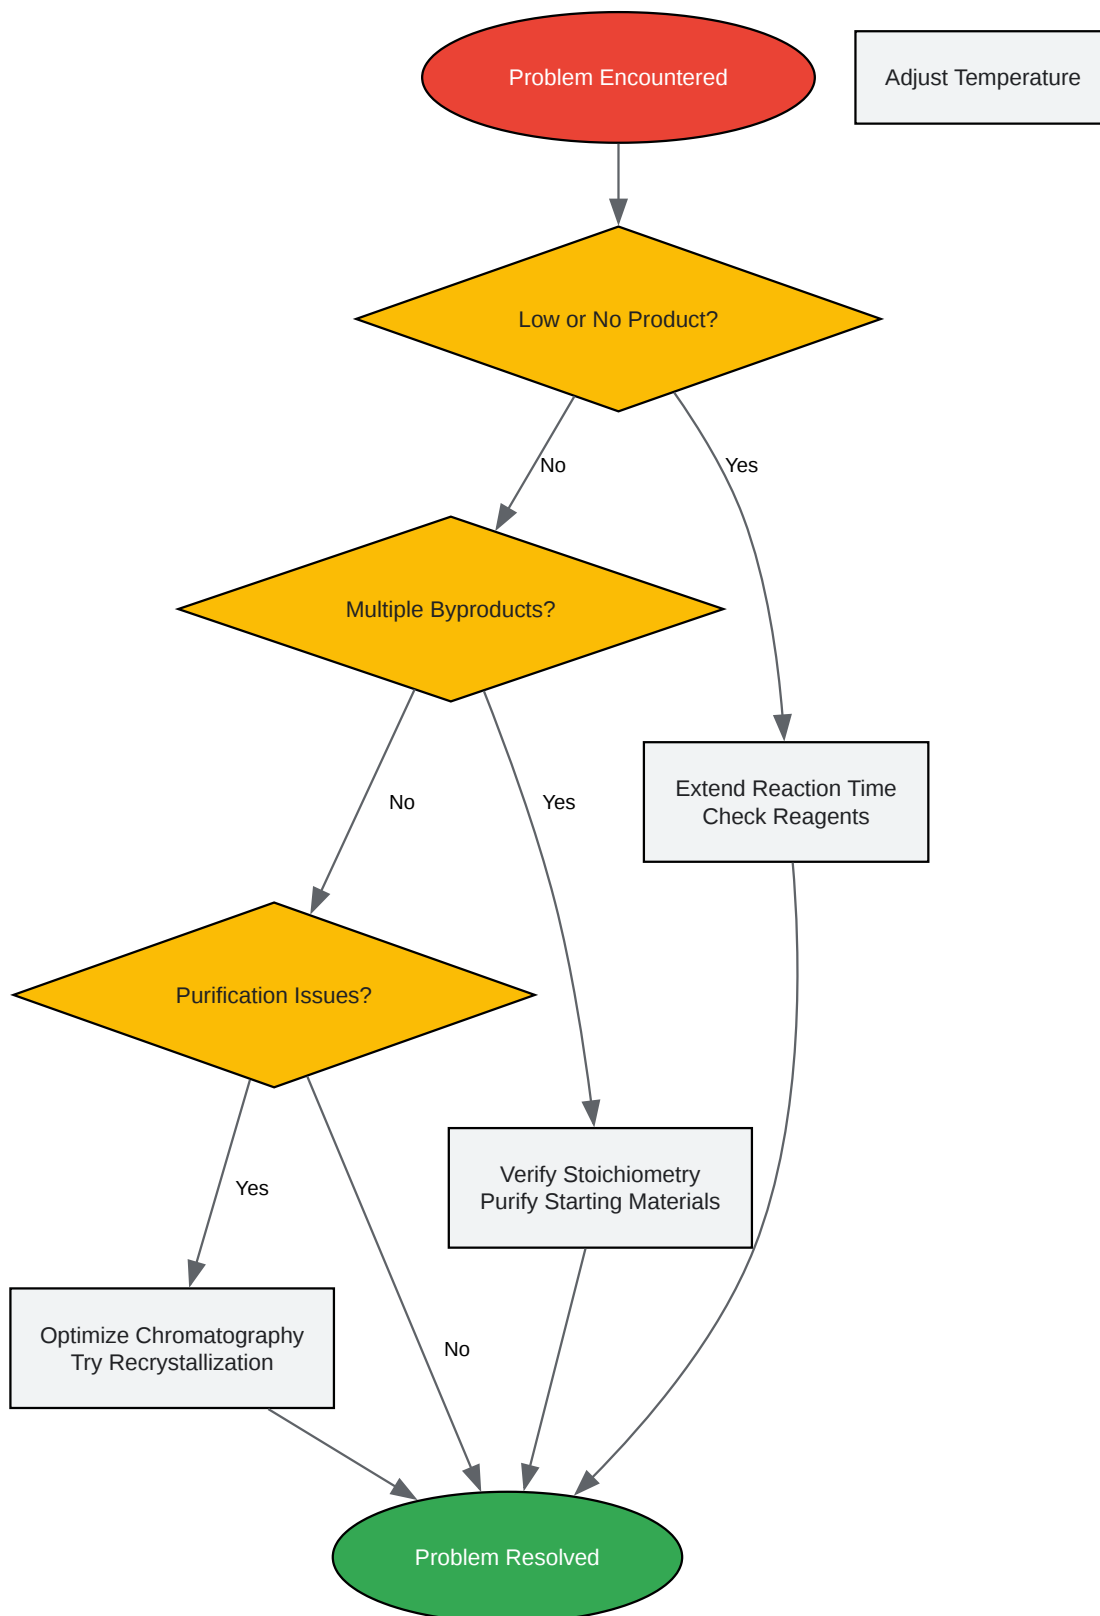 Problem Encountered
Adjust Temperature
Low or No Product?
No
Yes
Multiple Byproducts?
Extend Reaction Time
Check Reagents
No
Yes
Purification Issues?
Verify Stoichiometry
Purify Starting Materials
Yes
Optimize Chromatography
Try Recrystallization
No
Problem Resolved